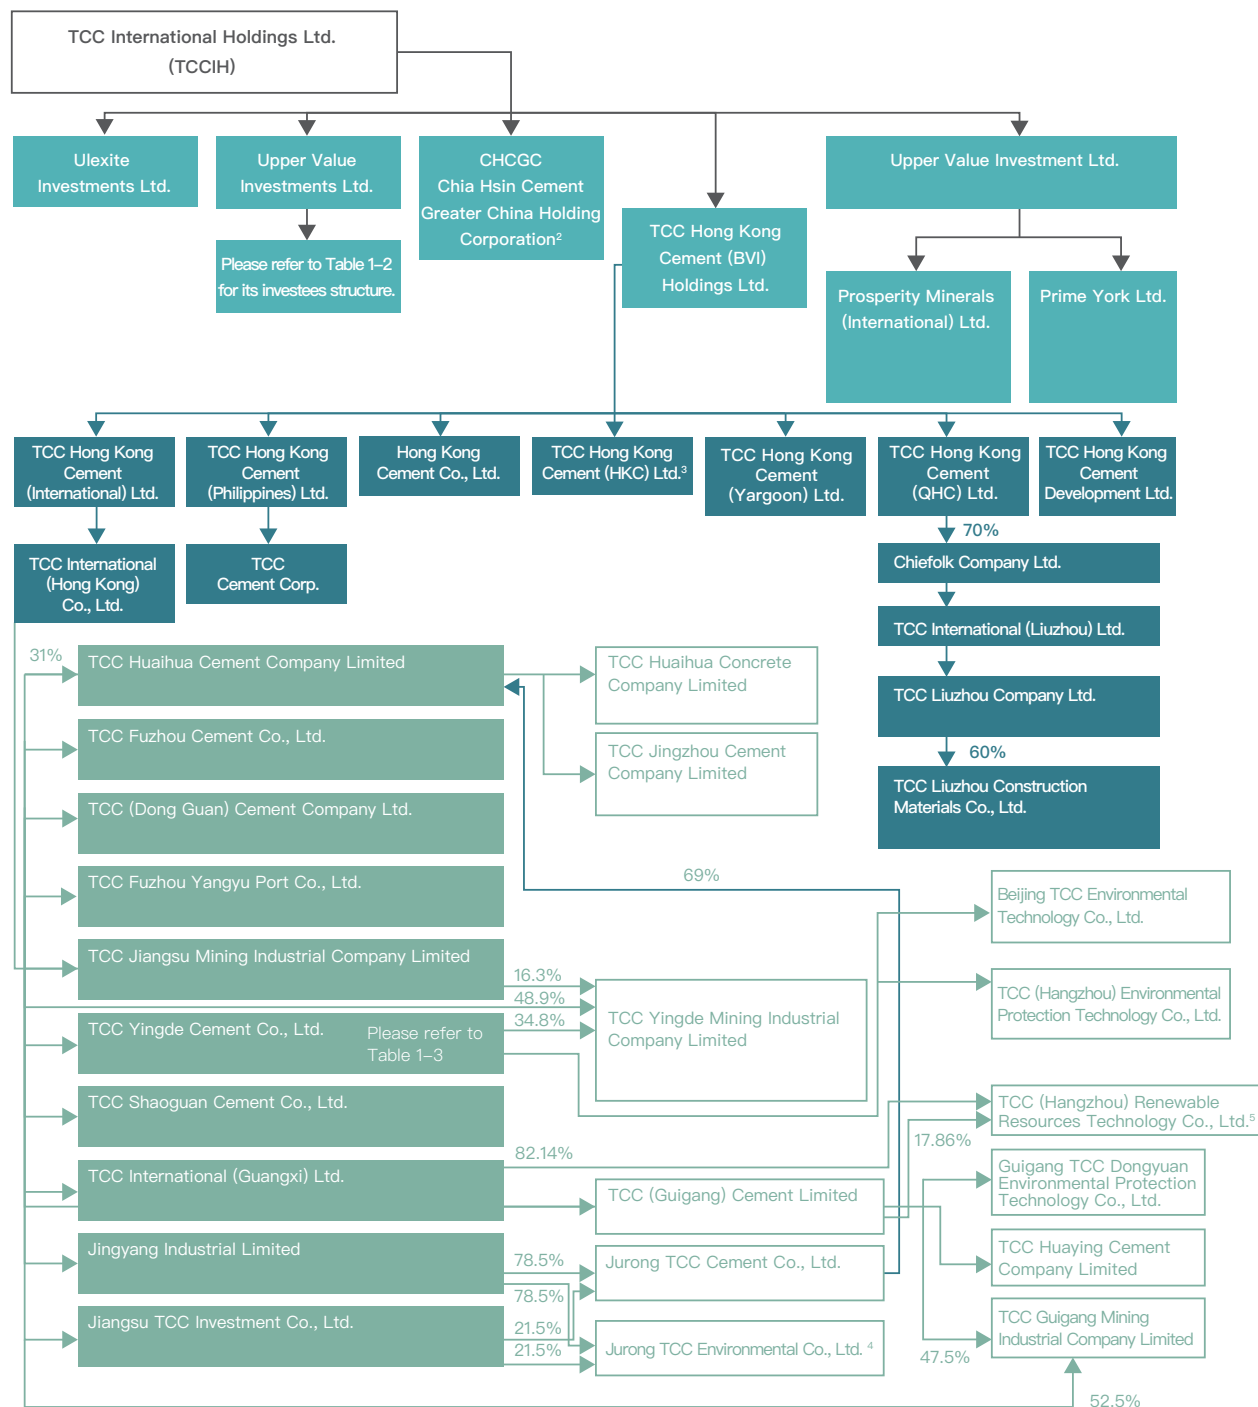 TCC International Holdings Ltd.
(TCCIH)
Ulexite
Investments Ltd.
Upper Value
Investments Ltd.
Please refer to Table 1–2
for its investees structure.
CHCGC
Chia Hsin Cement
Greater China Holding
Corporation²
TCC Hong Kong
Cement (BVI)
Holdings Ltd.
Upper Value Investment Ltd.
Prosperity Minerals
(International) Ltd.
Prime York Ltd.
TCC Hong Kong
Cement
(International) Ltd.
TCC Hong Kong
Cement
(Philippines) Ltd.
Hong Kong
Cement Co., Ltd.
TCC Hong Kong
Cement (HKC) Ltd.³
TCC Hong Kong
Cement
(Yargoon) Ltd.
TCC Hong Kong
Cement
(QHC) Ltd.
TCC Hong Kong
Cement
Development Ltd.
TCC International
(Hong Kong)
Co., Ltd.
TCC
Cement Corp.
70%
Chiefolk Company Ltd.
TCC International (Liuzhou) Ltd.
TCC Liuzhou Company Ltd.
60%
TCC Liuzhou Construction
Materials Co., Ltd.
31%
TCC Huaihua Cement Company Limited
TCC Huaihua Concrete
Company Limited
TCC Fuzhou Cement Co., Ltd.
TCC Jingzhou Cement
Company Limited
TCC (Dong Guan) Cement Company Ltd.
TCC Fuzhou Yangyu Port Co., Ltd.
69%
Beijing TCC Environmental
Technology Co., Ltd.
TCC Jiangsu Mining Industrial Company Limited
16.3%
48.9%
34.8%
TCC (Hangzhou) Environmental
Protection Technology Co., Ltd.
TCC Yingde Cement Co., Ltd.
Please refer to
Table 1–3
TCC Yingde Mining Industrial
Company Limited
TCC Shaoguan Cement Co., Ltd.
TCC (Hangzhou) Renewable
Resources Technology Co., Ltd.⁵
82.14%
17.86%
TCC International (Guangxi) Ltd.
TCC (Guigang) Cement Limited
Guigang TCC Dongyuan
Environmental Protection
Technology Co., Ltd.
Jingyang Industrial Limited
78.5%
78.5%
Jurong TCC Cement Co., Ltd.
TCC Huaying Cement
Company Limited
Jiangsu TCC Investment Co., Ltd.
21.5%
21.5%
Jurong TCC Environmental Co., Ltd. ⁴
TCC Guigang Mining
Industrial Company Limited
47.5%
52.5%